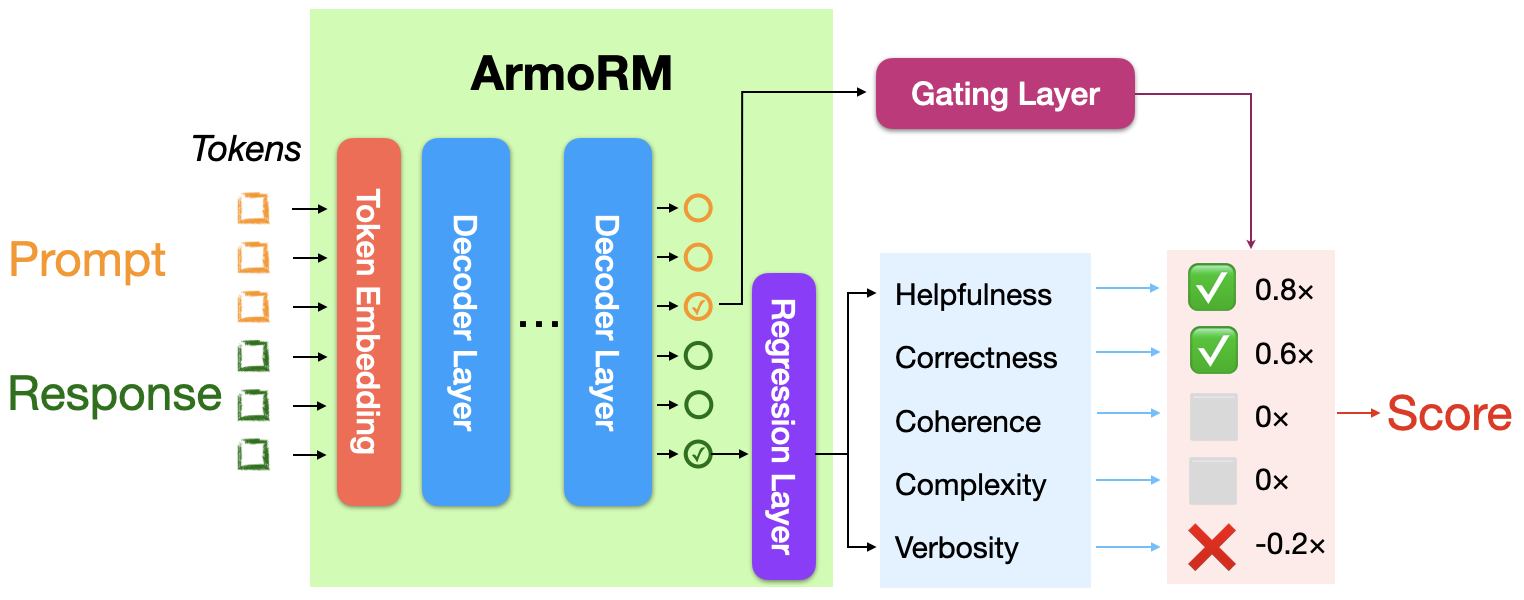 ArmoRM
Gating Layer
Tokens
Prompt
Response
Token Embedding
Decoder Layer
...
Decoder Layer
Regression Layer
Helpfulness
0.8×
Correctness
0.6×
Coherence
0×
Complexity
0×
Verbosity
-0.2×
Score